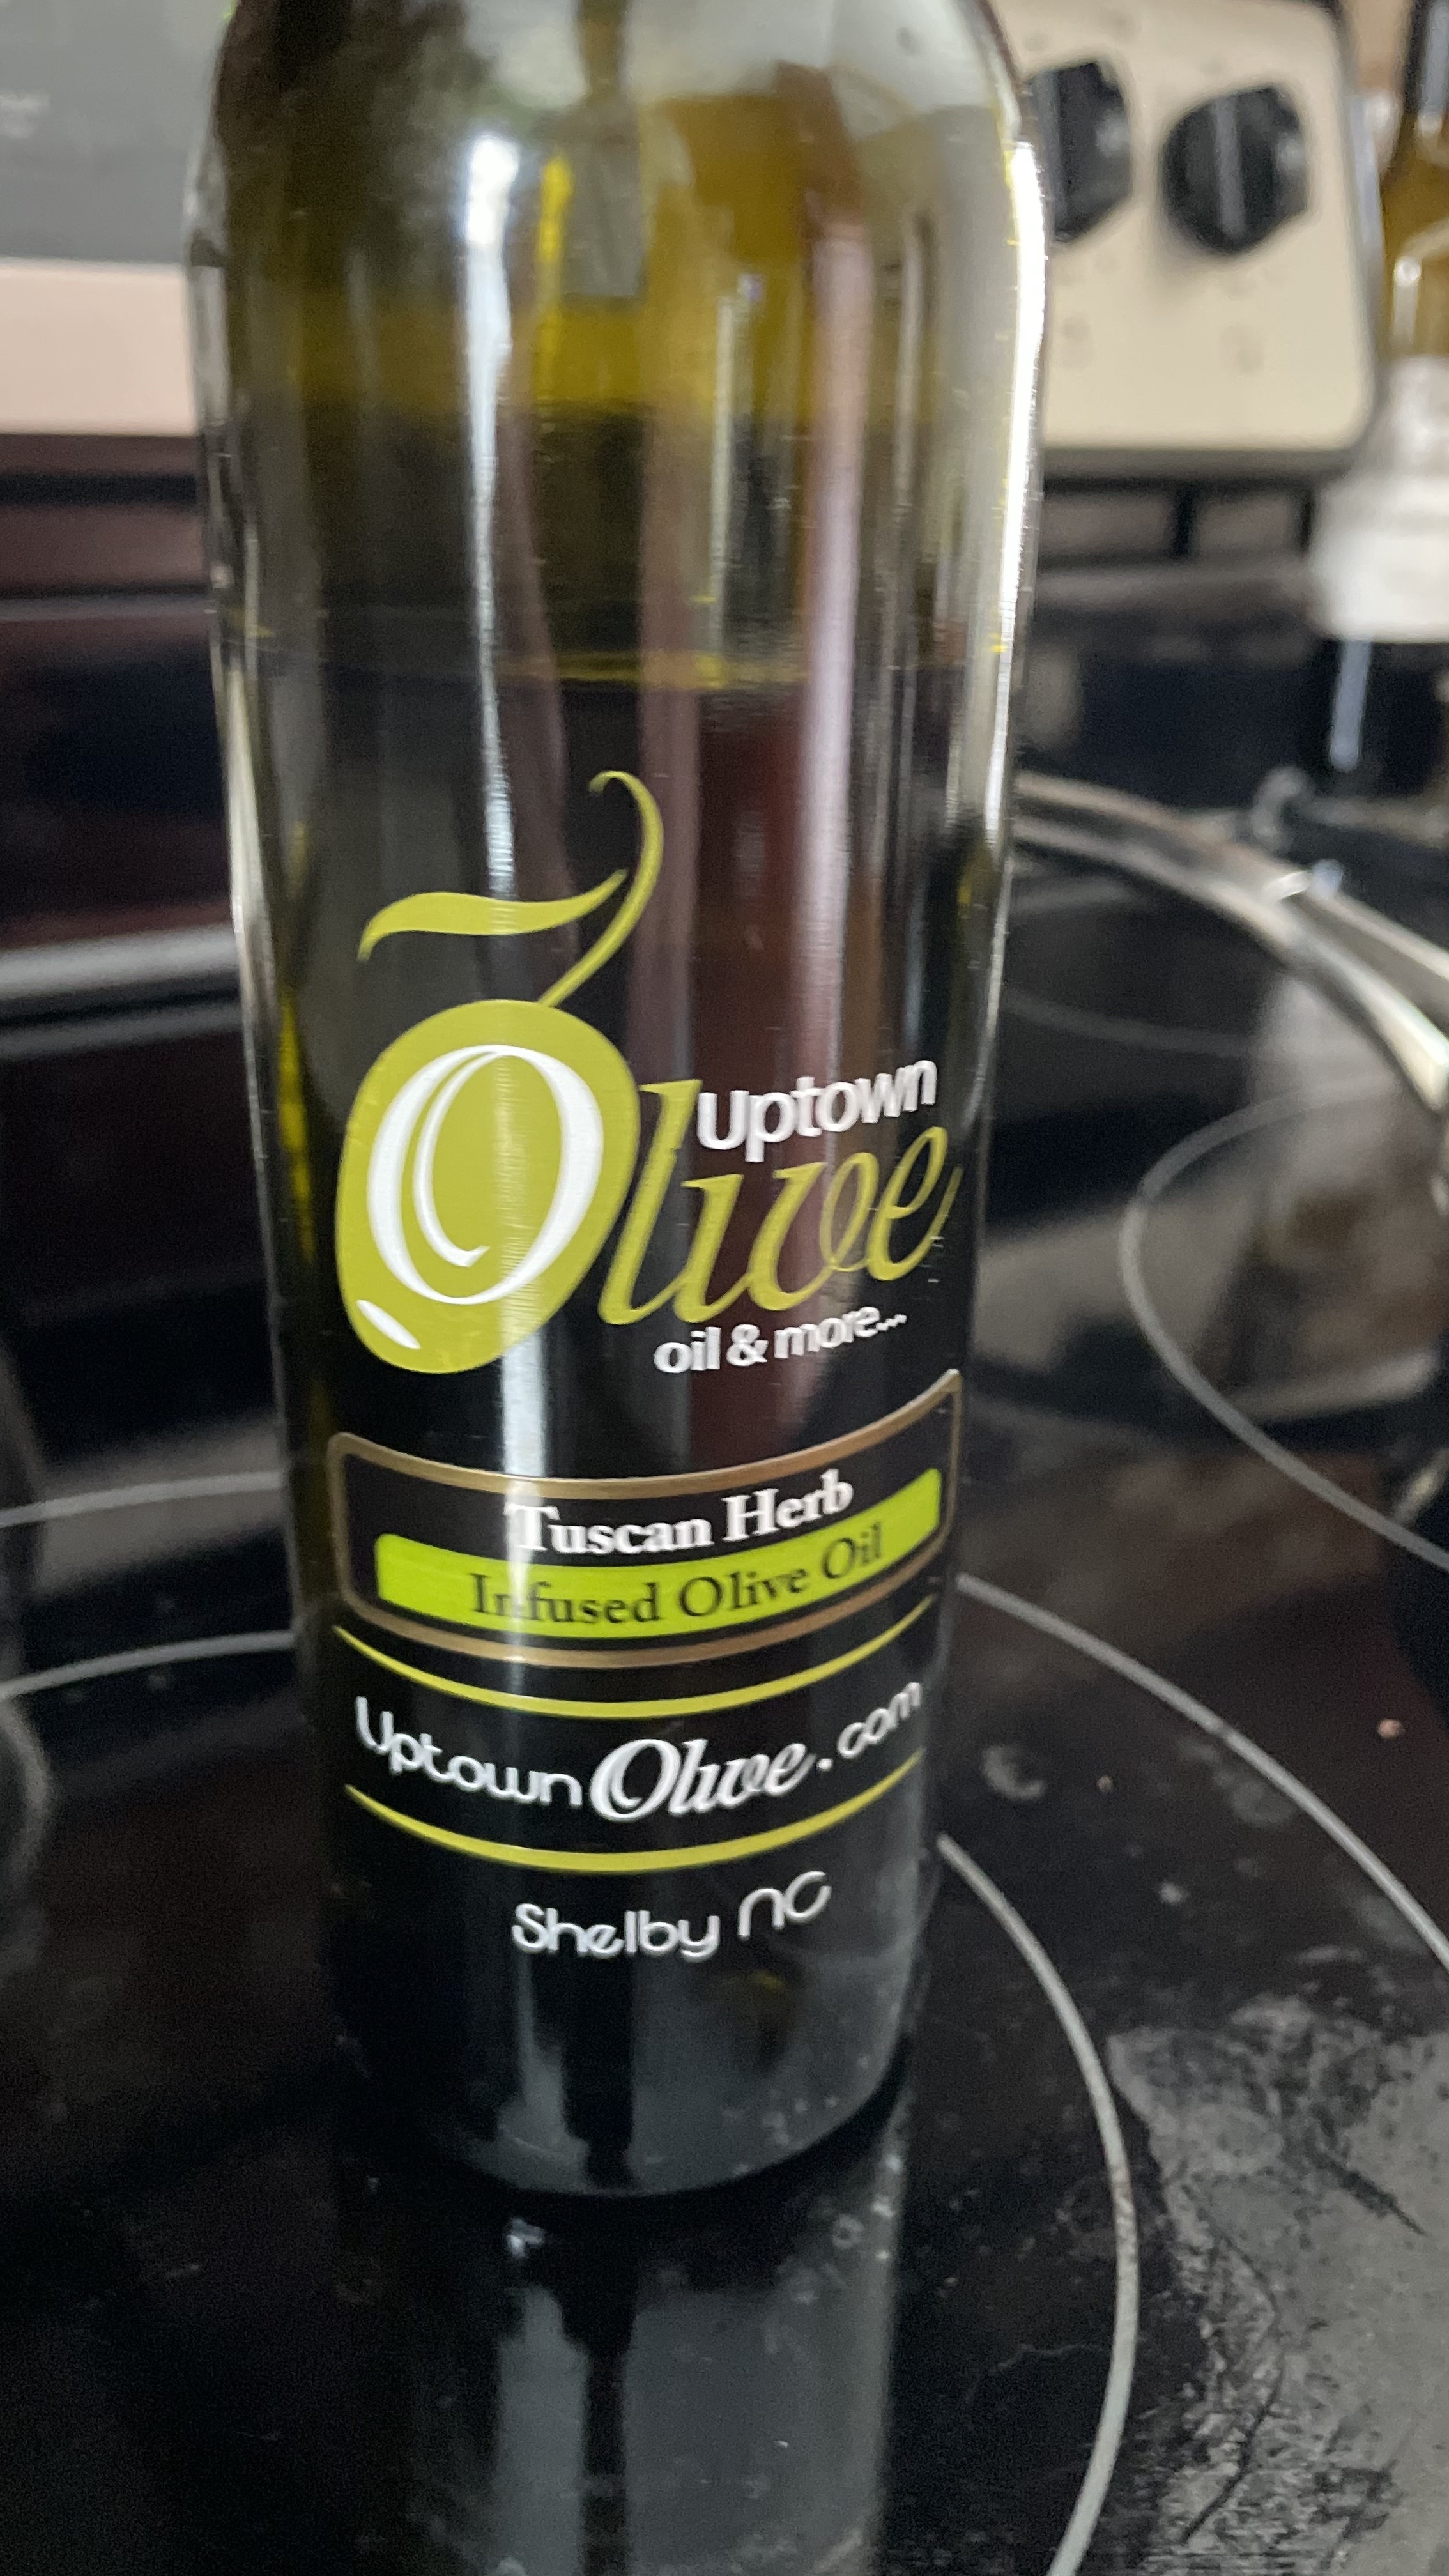 Uptown
Olive
oil & more...
Tuscan Herb
Infused Olive Oil
UptownOlive.com
Shelby NC